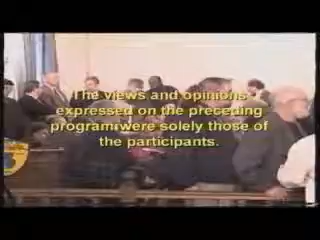 The views and opinions
expressed on the preceding
program were solely those of
the participants.